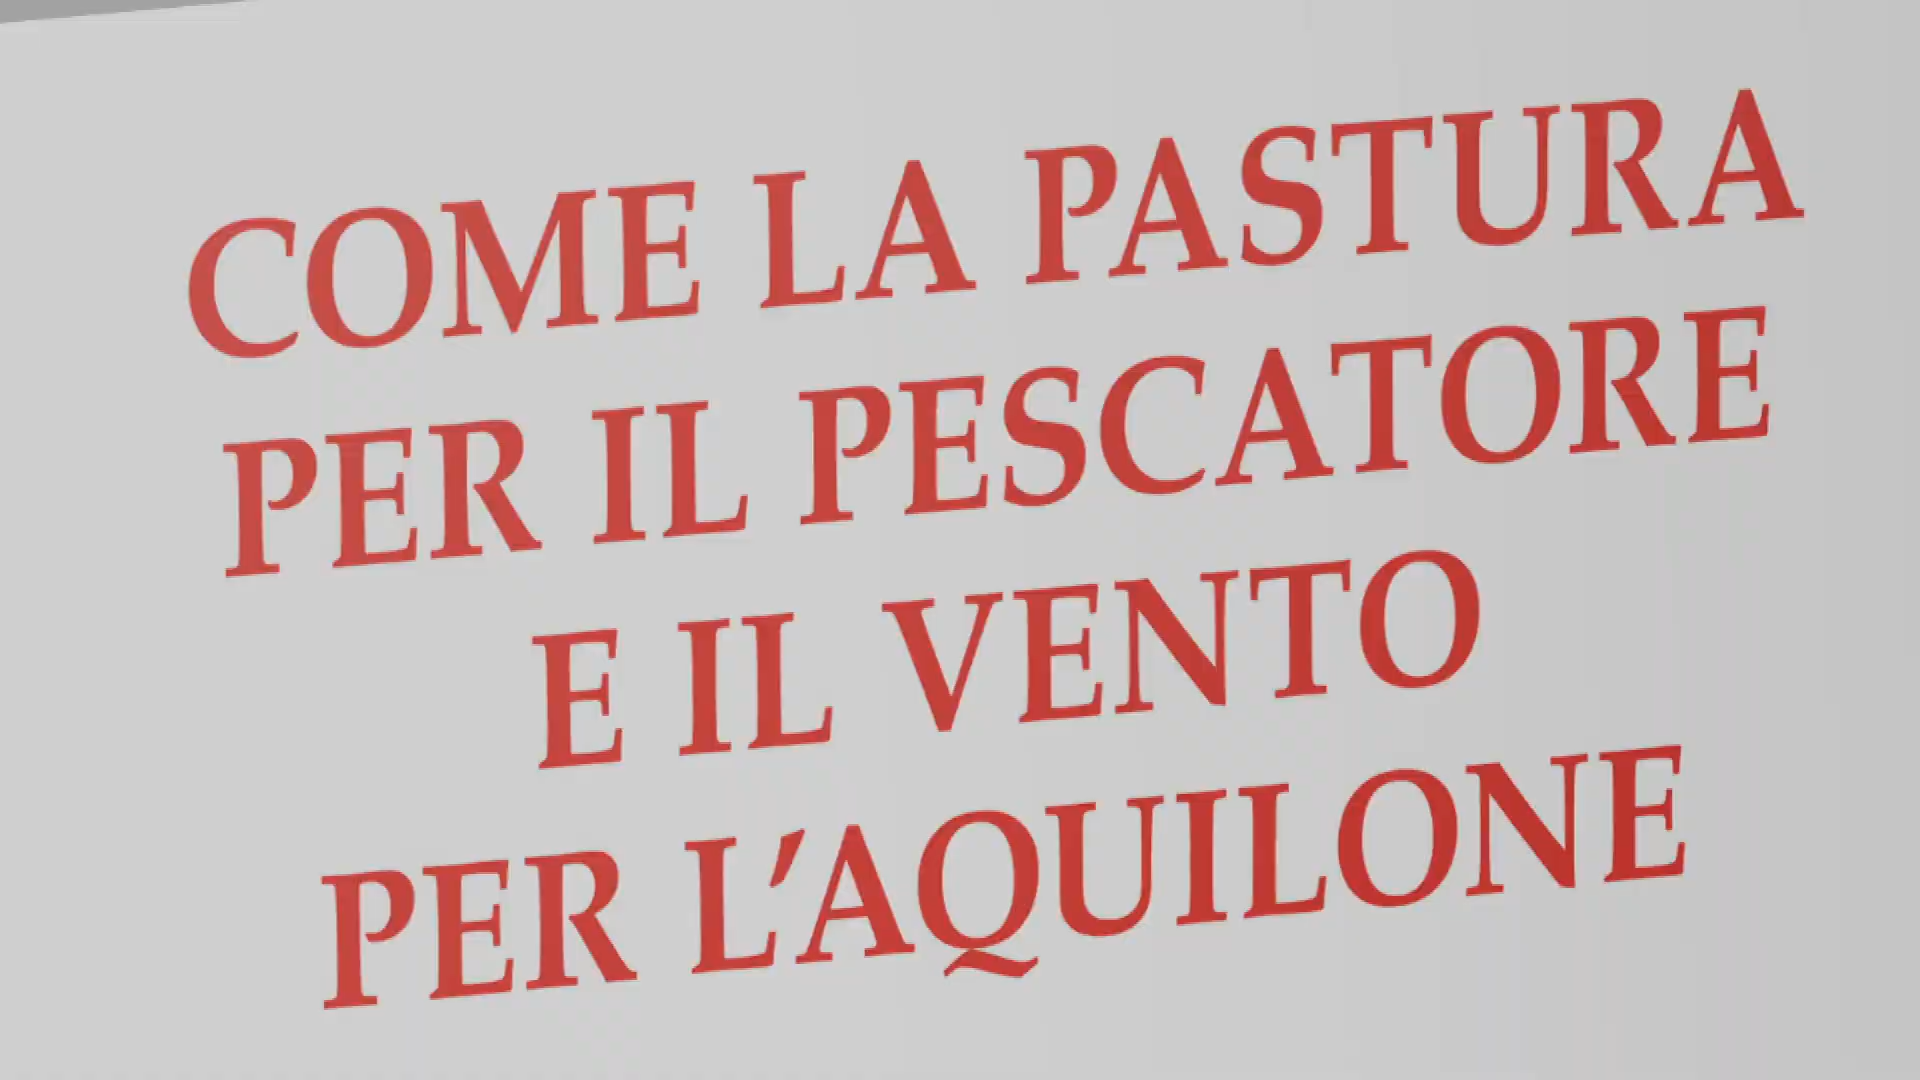 COME LA PASTURA
PER IL PESCATORE
E IL VENTO
PER L'AQUILONE